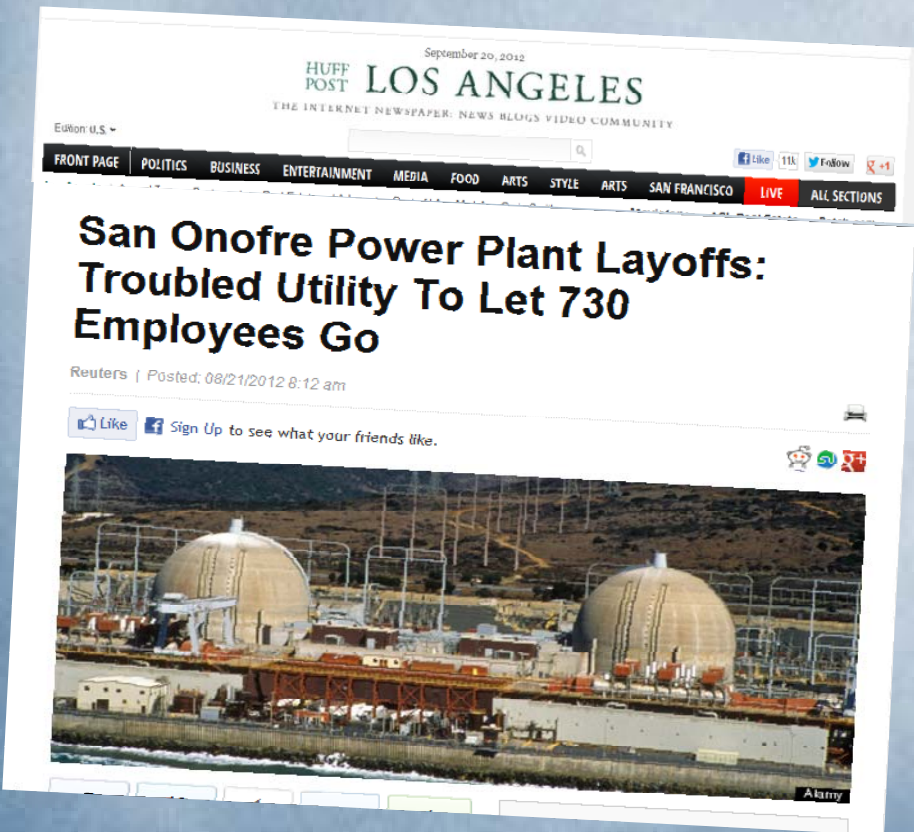 September 20, 2012
HUFF POST LOS ANGELES
THE INTERNET NEWSPAPER: NEWS BLOGS VIDEO COMMUNITY
Edition: U.S.
Like 11k Follow +1
FRONT PAGE POLITICS BUSINESS ENTERTAINMENT MEDIA FOOD ARTS STYLE ARTS SAN FRANCISCO LIVE ALL SECTIONS
San Onofre Power Plant Layoffs:
Troubled Utility To Let 730
Employees Go
Reuters | Posted: 08/21/2012 8:12 am
Like Sign Up to see what your friends like.
Alamy